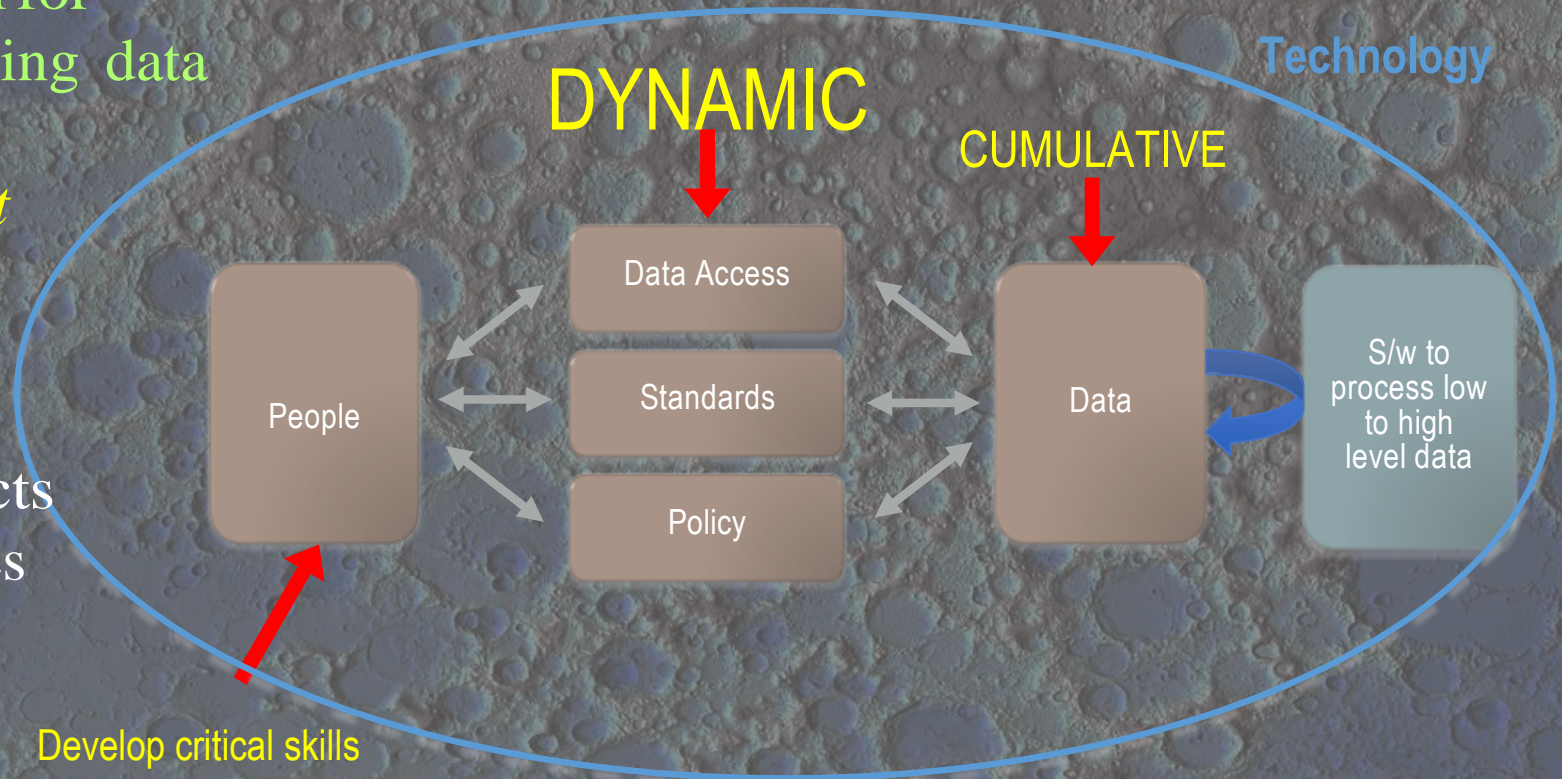 ing data
Technology
DYNAMIC
CUMULATIVE
Data Access
Standards
Policy
People
Data
S/w to
process low
to high
level data
cts
Develop critical skills